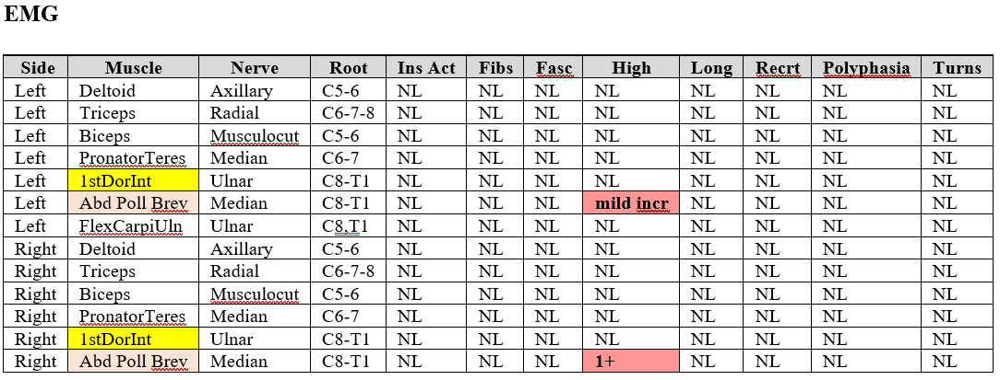 EMG
Side Muscle Nerve Root Ins Act Fibs Fasc High Long Recrt Polyphasia Turns
Left Deltoid Axillary C5-6 NL NL NL NL NL NL NL NL
Left Triceps Radial C6-7-8 NL NL NL NL NL NL NL NL
Left Biceps Musculocut C5-6 NL NL NL NL NL NL NL NL
Left PronatorTeres Median C6-7 NL NL NL NL NL NL NL NL
Left 1stDorInt Ulnar C8-T1 NL NL NL NL NL NL NL NL
Left Abd Poll Brev Median C8-T1 NL NL NL mild incr NL NL NL NL
Left FlexCarpiUln Ulnar C8,T1 NL NL NL NL NL NL NL NL
Right Deltoid Axillary C5-6 NL NL NL NL NL NL NL NL
Right Triceps Radial C6-7-8 NL NL NL NL NL NL NL NL
Right Biceps Musculocut C5-6 NL NL NL NL NL NL NL NL
Right PronatorTeres Median C6-7 NL NL NL NL NL NL NL NL
Right 1stDorInt Ulnar C8-T1 NL NL NL NL NL NL NL NL
Right Abd Poll Brev Median C8-T1 NL NL NL 1+ NL NL NL NL